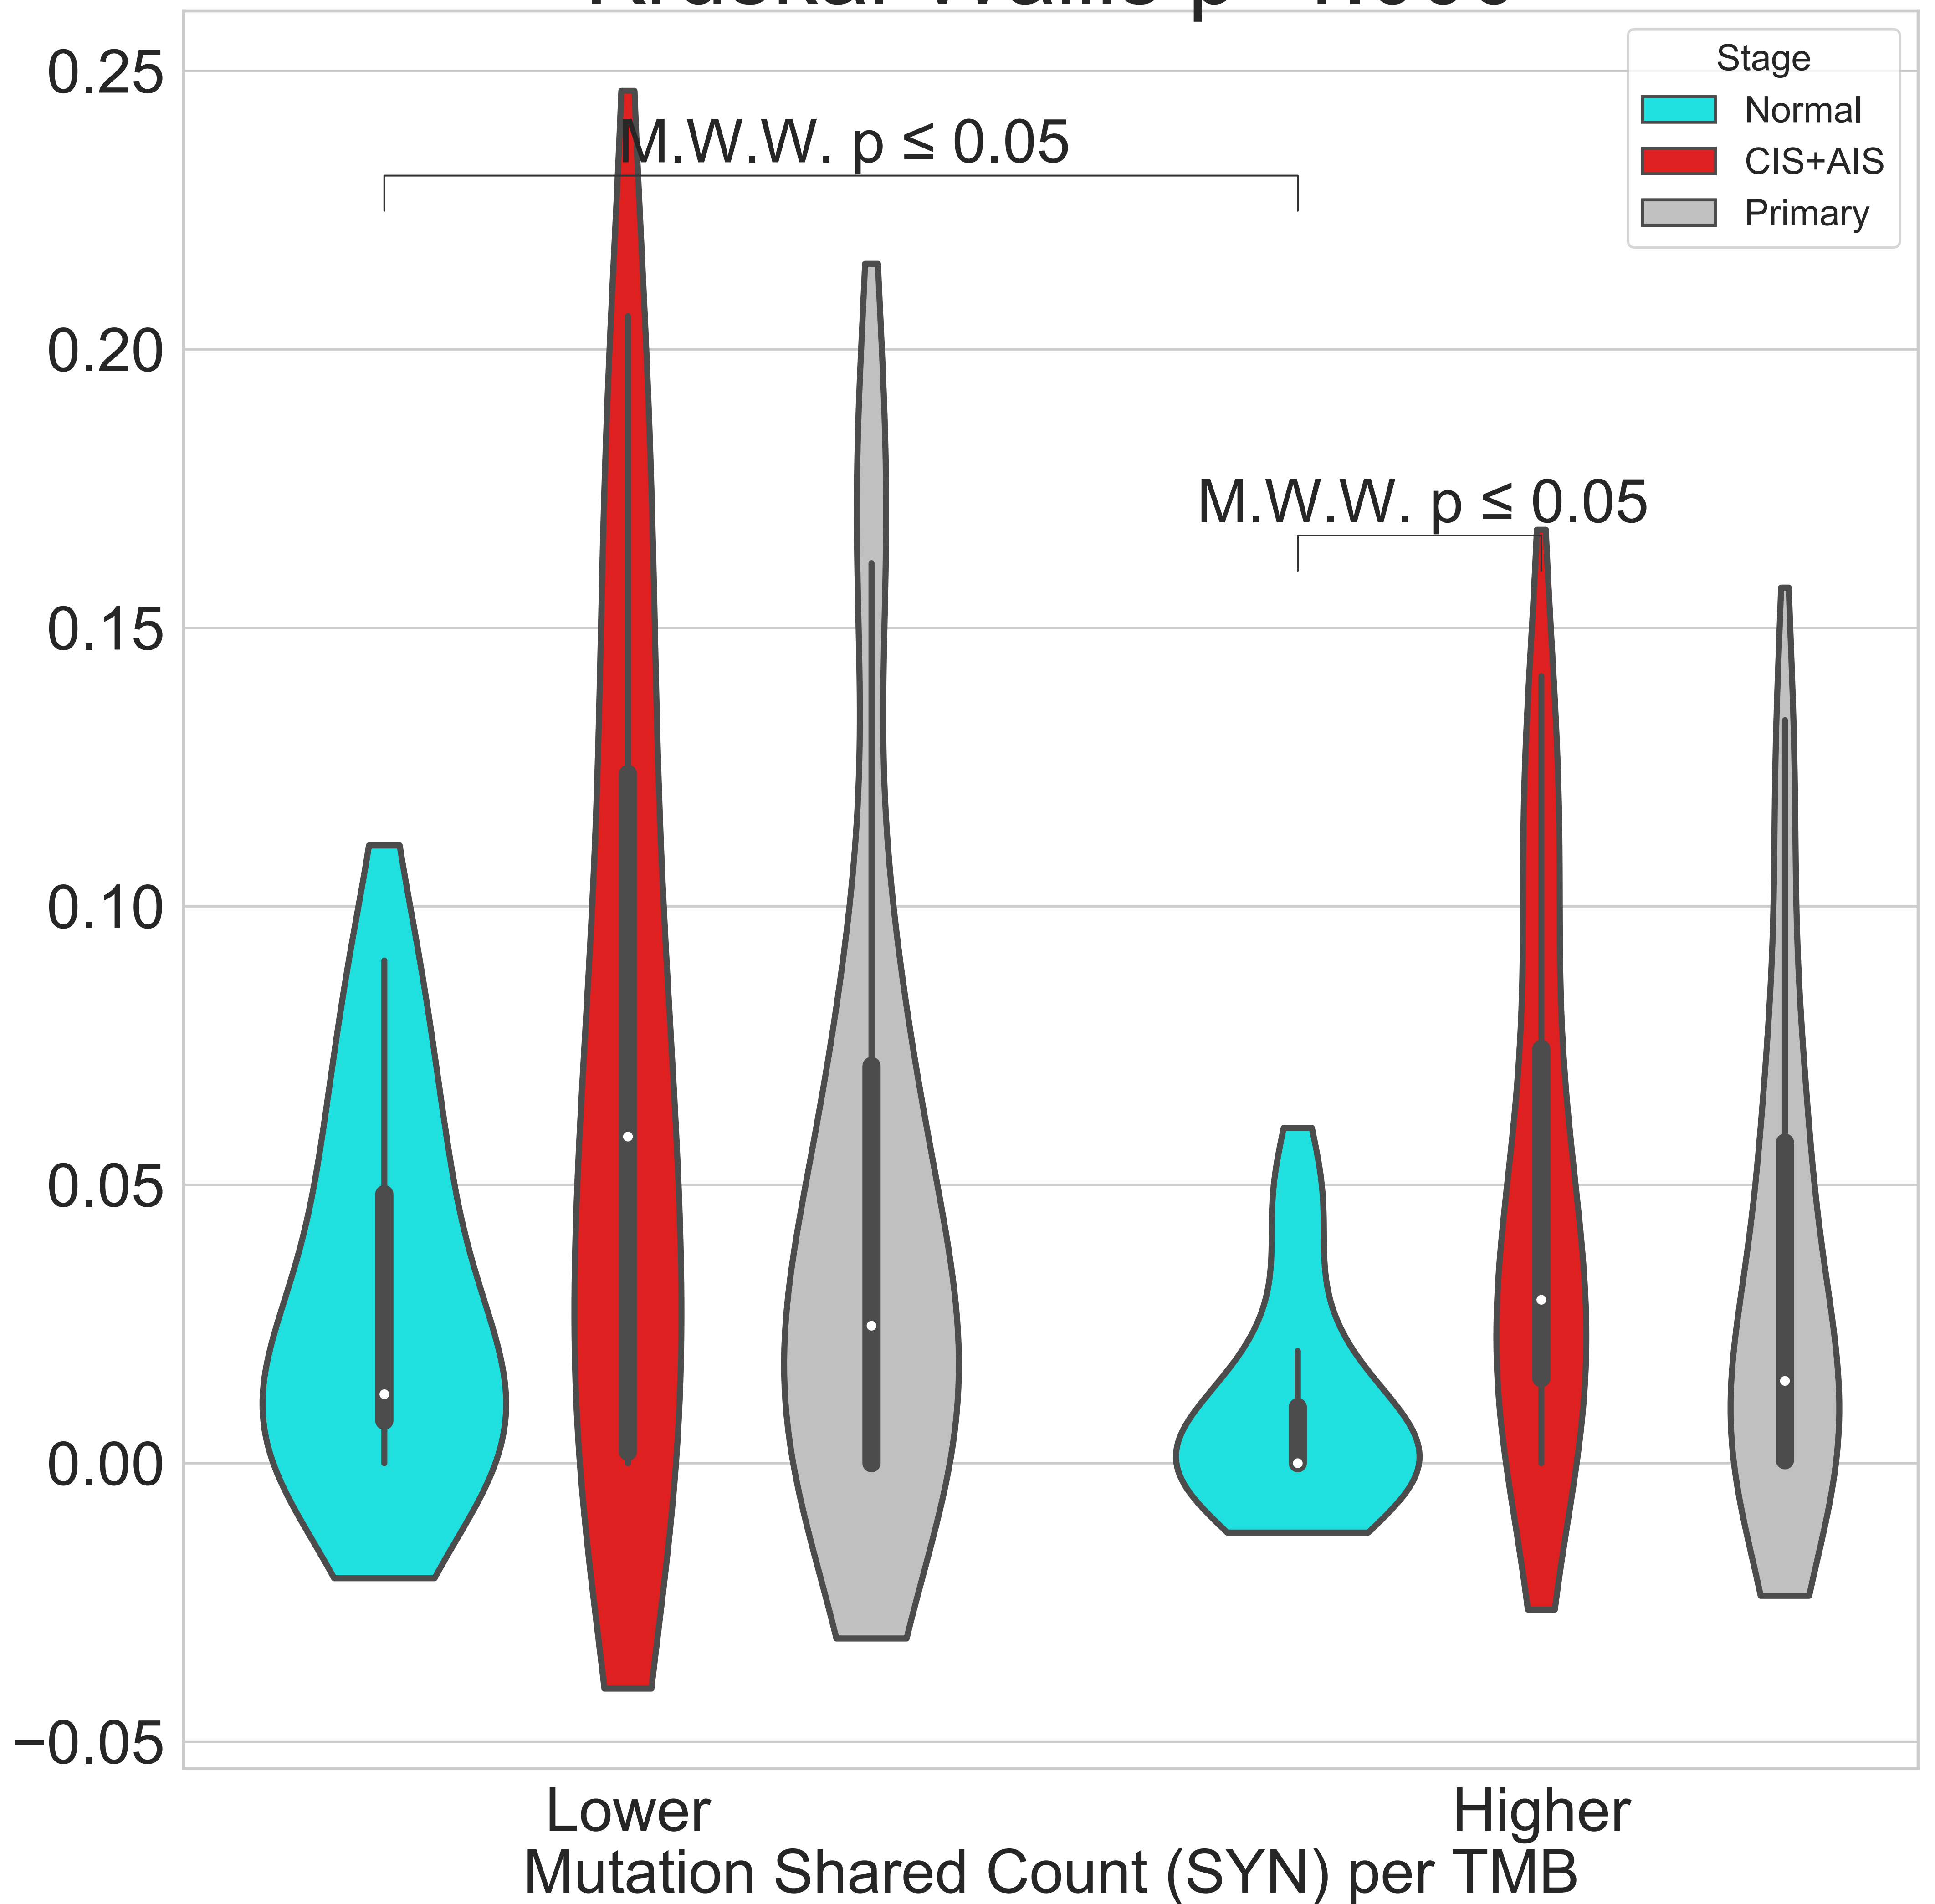 0.25
0.20
0.15
0.10
0.05
0.00
−0.05
M.W.W. p ≤ 0.05
M.W.W. p ≤ 0.05
Stage
Normal
CIS+AIS
Primary
Lower
Higher
Mutation Shared Count (SYN) per TMB